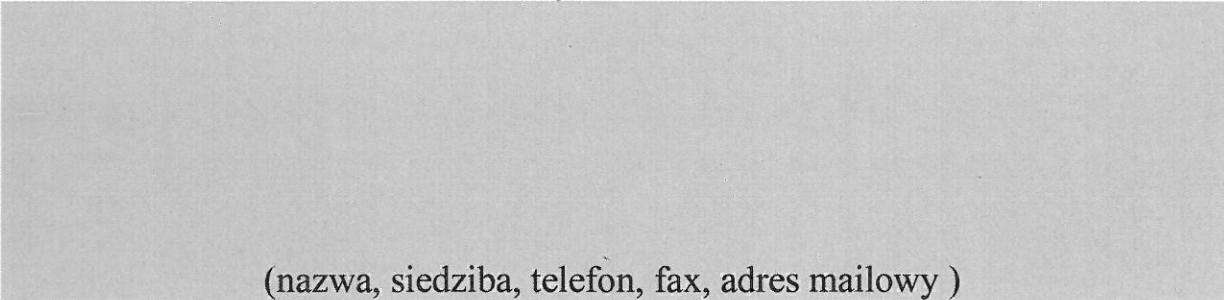 (nazwa, siedziba, telefon, fax, adres mailowy )